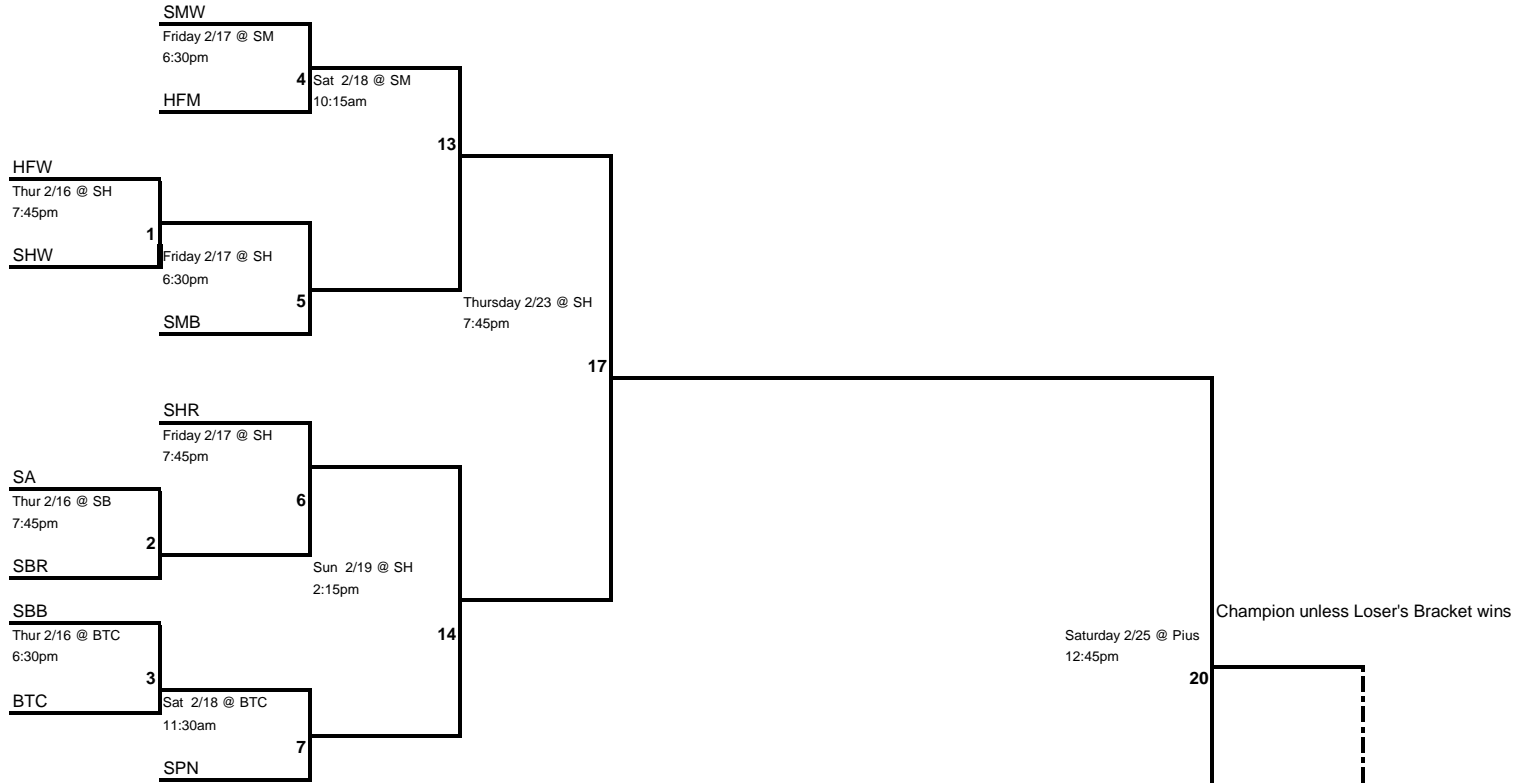 SMW
Friday 2/17 @ SM
6:30pm
4
Sat 2/18 @ SM
10:15am
HFM
13
HFW
Thur 2/16 @ SH
7:45pm
1
SHW
Friday 2/17 @ SH
6:30pm
5
SMB
Thursday 2/23 @ SH
7:45pm
17
SHR
Friday 2/17 @ SH
7:45pm
SA
Thur 2/16 @ SB
7:45pm
6
2
SBR
Sun 2/19 @ SH
2:15pm
SBB
Thur 2/16 @ BTC
6:30pm
14
3
BTC
Sat 2/18 @ BTC
11:30am
7
SPN
Champion unless Loser's Bracket wins
Saturday 2/25 @ Pius
12:45pm
20